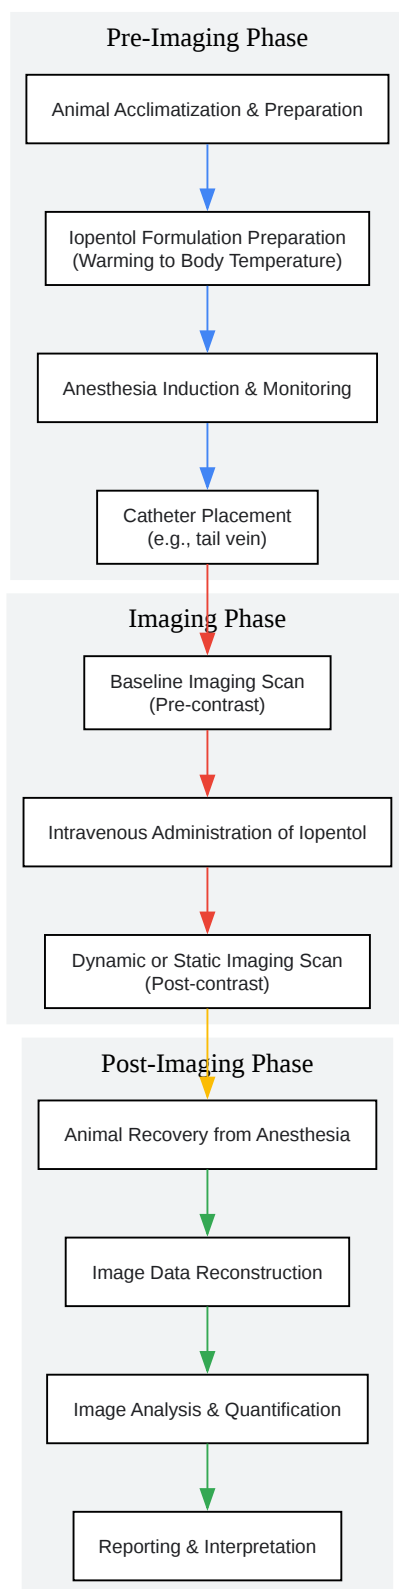 Pre-Imaging Phase
Animal Acclimatization & Preparation
Iopentol Formulation Preparation
(Warming to Body Temperature)
Anesthesia Induction & Monitoring
Catheter Placement
(e.g., tail vein)
Imaging Phase
Baseline Imaging Scan
(Pre-contrast)
Intravenous Administration of Iopentol
Dynamic or Static Imaging Scan
(Post-contrast)
Post-Imaging Phase
Animal Recovery from Anesthesia
Image Data Reconstruction
Image Analysis & Quantification
Reporting & Interpretation